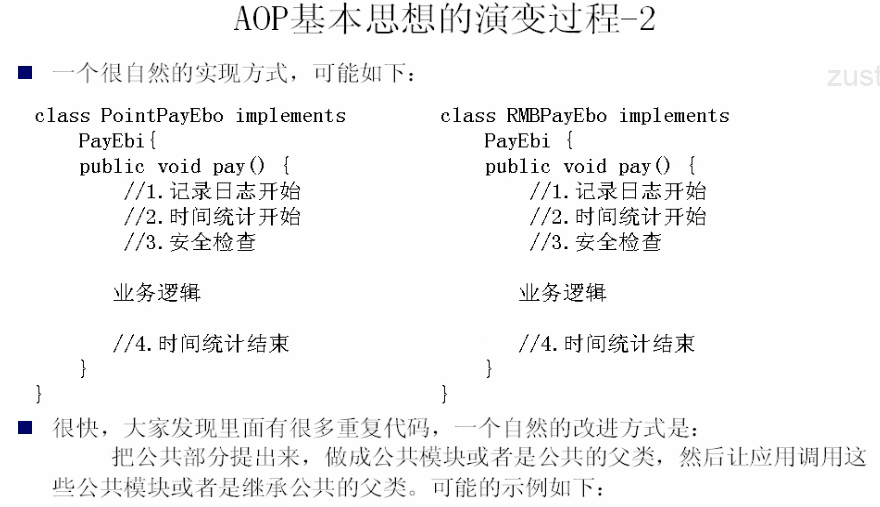 AOP基本思想的演变过程-2
■ 一个很自然的实现方式，可能如下：
zust
class PointPayEbo implements
PayEbi{
public void pay() {
//1.记录日志开始
//2.时间统计开始
//3.安全检查
业务逻辑
//4.时间统计结束
}
}
class RMBPayEbo implements
PayEbi {
public void pay() {
//1.记录日志开始
//2.时间统计开始
//3.安全检查
业务逻辑
//4.时间统计结束
}
}
■ 很快，大家发现里面有很多重复代码，一个自然的改进方式是：
把公共部分提出来，做成公共模块或者是公共的父类，然后让应用调用这
些公共模块或者是继承公共的父类。可能的示例如下：